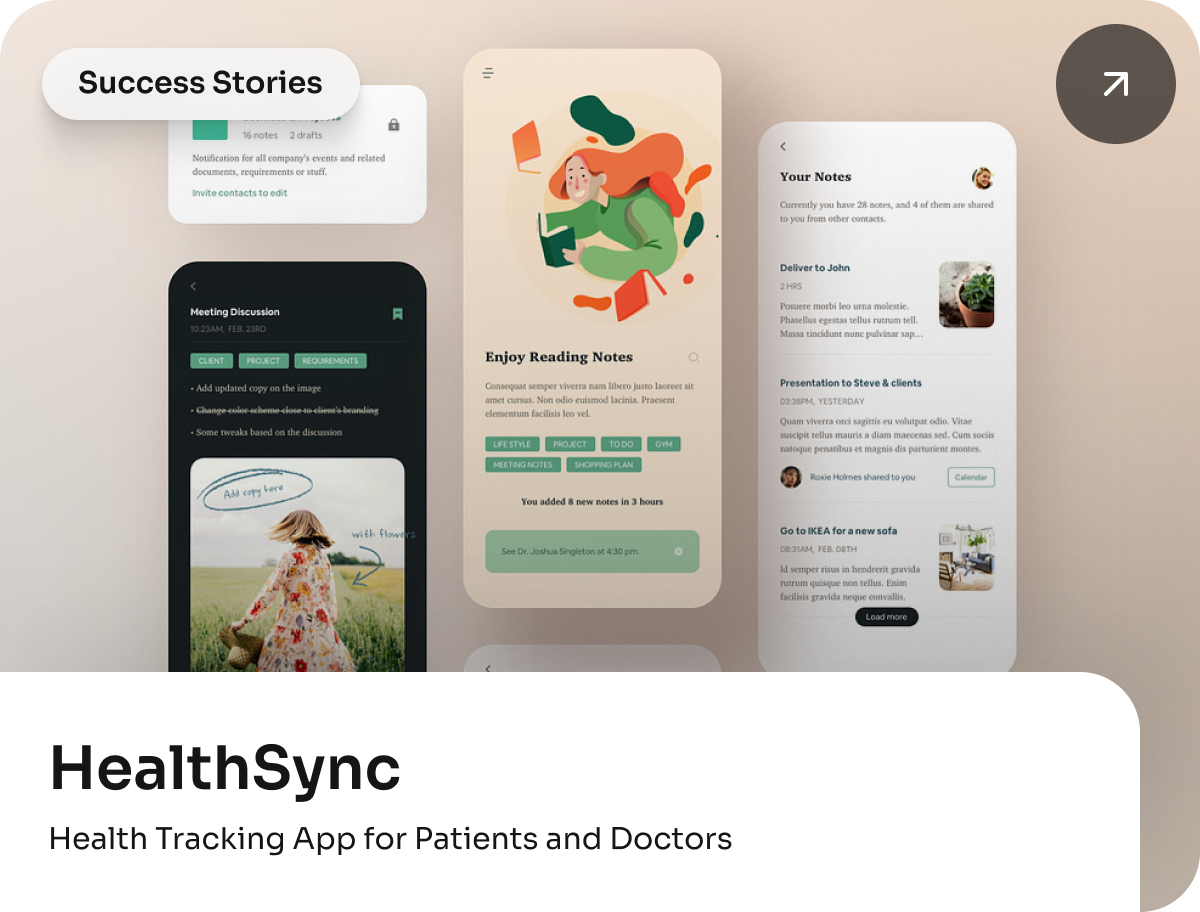 Success Stories
16 notes 2 drafts
Notification for all company's events and related
documents, requirements or stuff.
Invite contacts to edit
Meeting Discussion
10:23AM, FEB. 23RD
CLIENT PROJECT REQUIREMENTS
• Add updated copy on the image
• Change color scheme close to client's branding
• Some tweaks based on the discussion
Add copy here
with flowers
Enjoy Reading Notes
Consequat semper viverra nam libero justo laoreet sit
amet cursus. Non odio euismod lacinia. Praesent
elementum facilisis leo vel.
LIFE STYLE PROJECT TO DO GYM
MEETING NOTES SHOPPING PLAN
You added 8 new notes in 3 hours
See Dr. Joshua Singleton at 4:30 pm.
Your Notes
Currently you have 28 notes, and 4 of them are shared
to you from other contacts.
Deliver to John
2 HRS
Posuere morbi leo urna molestie.
Phasellus egestas tellus rutrum tell.
Massa tincidunt nunc pulvinar sap...
Presentation to Steve & clients
03:38PM, YESTERDAY
Quam viverra orci sagittis eu volutpat odio. Vitae
suscipit tellus mauris a diam maecenas sed. Cum sociis
natoque penatibus et magnis dis parturient montes.
Roxie Holmes shared to you
Calendar
Go to IKEA for a new sofa
08:31AM, FEB. 08TH
Id semper risus in hendrerit gravida
rutrum quisque non tellus. Enim
facilisis gravida neque convallis.
Load more
HealthSync
Health Tracking App for Patients and Doctors